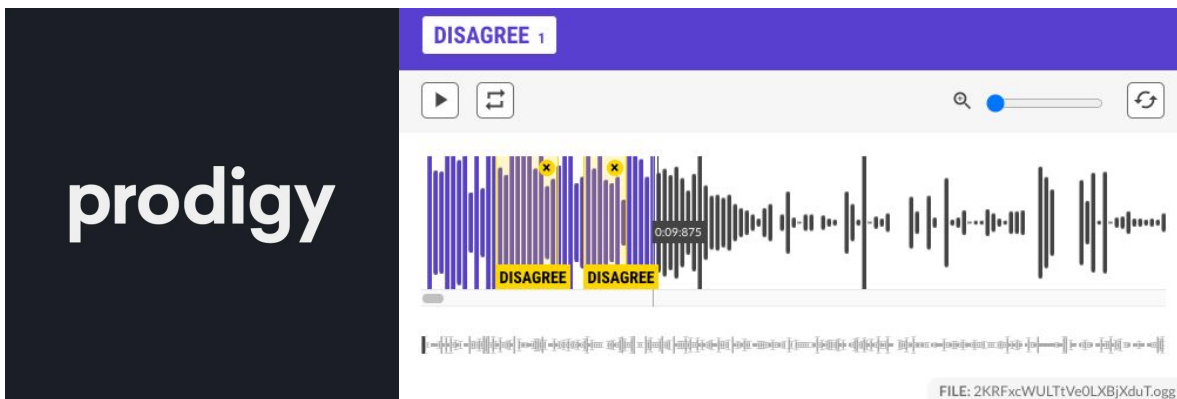 prodigy
DISAGREE 1
0:09:875
DISAGREE DISAGREE
FILE: 2KRFxcWULTtVe0LXBjXduT.ogg